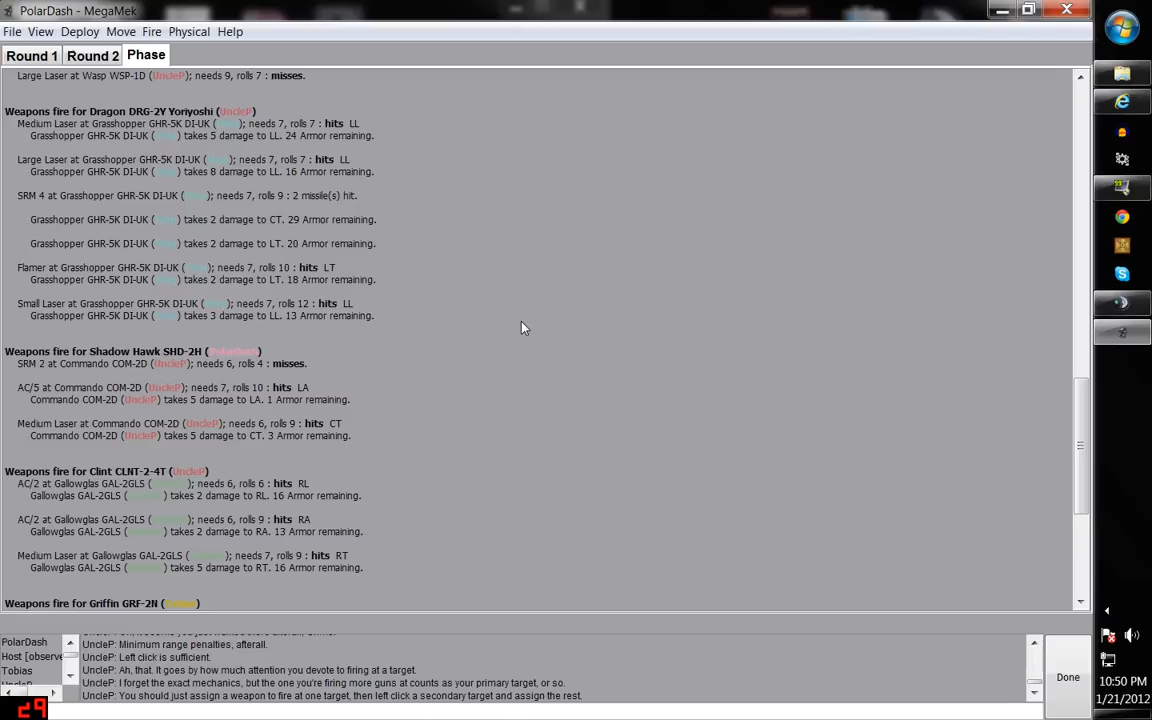 PolarDash - MegaMek
File View Deploy Move Fire Physical Help
Round 1 Round 2 Phase
Large Laser at Wasp WSP-1D (UncleP); needs 9, rolls 7 : misses.
Weapons fire for Dragon DRG-2Y Yoriyoshi (UncleP)
Medium Laser at Grasshopper GHR-5K DI-UK ( ); needs 7, rolls 7 : hits LL
Grasshopper GHR-5K DI-UK ( ) takes 5 damage to LL. 24 Armor remaining.
Large Laser at Grasshopper GHR-5K DI-UK ( ); needs 7, rolls 7 : hits LL
Grasshopper GHR-5K DI-UK ( ) takes 8 damage to LL. 16 Armor remaining.
SRM 4 at Grasshopper GHR-5K DI-UK ( ); needs 7, rolls 9 : 2 missile(s) hit.
Grasshopper GHR-5K DI-UK ( ) takes 2 damage to CT. 29 Armor remaining.
Grasshopper GHR-5K DI-UK ( ) takes 2 damage to LT. 20 Armor remaining.
Flamer at Grasshopper GHR-5K DI-UK ( ); needs 7, rolls 10 : hits LT
Grasshopper GHR-5K DI-UK ( ) takes 2 damage to LT. 18 Armor remaining.
Small Laser at Grasshopper GHR-5K DI-UK ( ); needs 7, rolls 12 : hits LL
Grasshopper GHR-5K DI-UK ( ) takes 3 damage to LL. 13 Armor remaining.
Weapons fire for Shadow Hawk SHD-2H (PolarDash)
SRM 2 at Commando COM-2D (UncleP); needs 6, rolls 4 : misses.
AC/5 at Commando COM-2D (UncleP); needs 7, rolls 10 : hits LA
Commando COM-2D (UncleP) takes 5 damage to LA. 1 Armor remaining.
Medium Laser at Commando COM-2D (UncleP); needs 6, rolls 9 : hits CT
Commando COM-2D (UncleP) takes 5 damage to CT. 3 Armor remaining.
Weapons fire for Clint CLNT-2-4T (UncleP)
AC/2 at Gallowglas GAL-2GLS ( ); needs 6, rolls 6 : hits RL
Gallowglas GAL-2GLS ( ) takes 2 damage to RL. 16 Armor remaining.
AC/2 at Gallowglas GAL-2GLS ( ); needs 6, rolls 9 : hits RA
Gallowglas GAL-2GLS ( ) takes 2 damage to RA. 13 Armor remaining.
Medium Laser at Gallowglas GAL-2GLS ( ); needs 7, rolls 9 : hits RT
Gallowglas GAL-2GLS ( ) takes 5 damage to RT. 16 Armor remaining.
Weapons fire for Griffin GRF-2N ( )
PolarDash
Host [observe
Tobias
UncleP: Minimum range penalties, afterall.
UncleP: Left click is sufficient.
UncleP: Ah, that. It goes by how much attention you devote to firing at a target.
UncleP: I forget the exact mechanics, but the one you're firing more guns at counts as your primary target, or so.
UncleP: You should just assign a weapon to fire at one target, then left click a secondary target and assign the rest.
Done
29
10:50 PM
1/21/2012